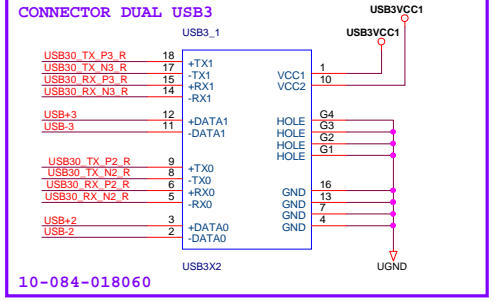 CONNECTOR DUAL USB3
USB3VCC1
USB3_1
USB3VCC1
USB30_TX_P3_R 18 +TX1
USB30_TX_N3_R 17 -TX1
USB30_RX_P3_R 15 +RX1
USB30_RX_N3_R 14 -RX1
VCC1 1
VCC2 10
USB+3 12 +DATA1
USB-3 11 -DATA1
HOLE G4
HOLE G3
HOLE G2
HOLE G1
USB30_TX_P2_R 9 +TX0
USB30_TX_N2_R 8 -TX0
USB30_RX_P2_R 6 +RX0
USB30_RX_N2_R 5 -RX0
GND 16
GND 13
GND 7
GND 4
USB+2 3 +DATA0
USB-2 2 -DATA0
USB3X2
UGND
10-084-018060